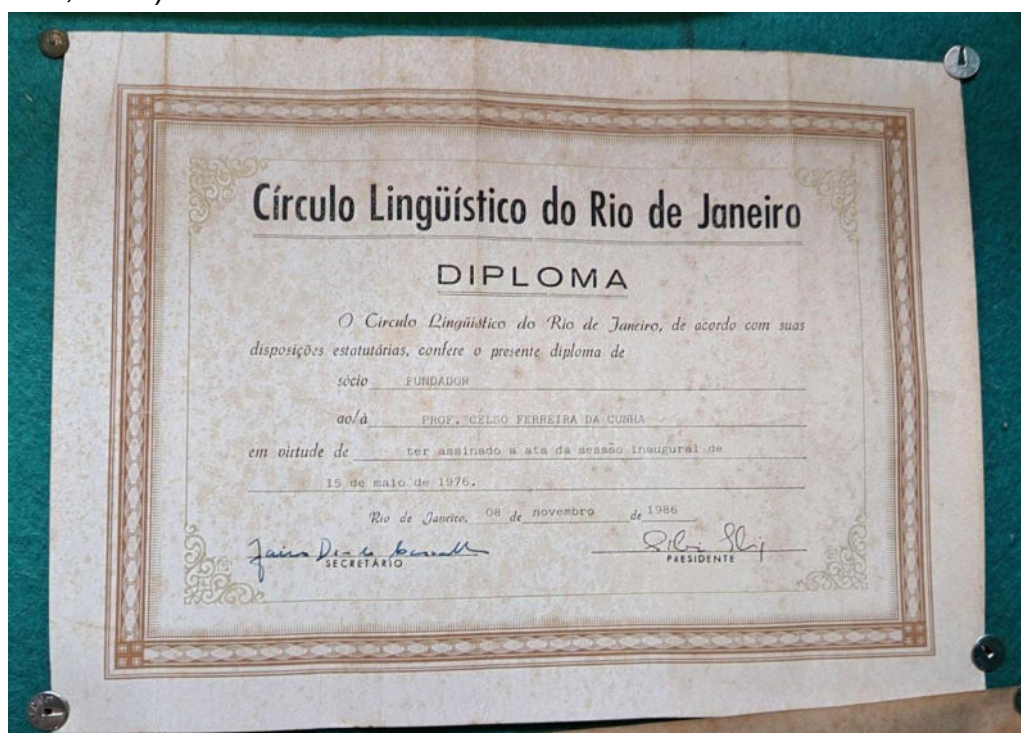 Círculo Lingüístico do Rio de Janeiro
DIPLOMA
O Círculo Lingüístico do Rio de Janeiro, de acordo com suas
disposições estatutárias, confere o presente diploma de
sócio FUNDADOR
ao/à PROF. CELSO FERREIRA DA CUNHA
em virtude de ter assinado a ata da sessão inaugural de
15 de maio de 1976.
Rio de Janeiro, 08 de novembro de 1986
SECRETÁRIO PRESIDENTE